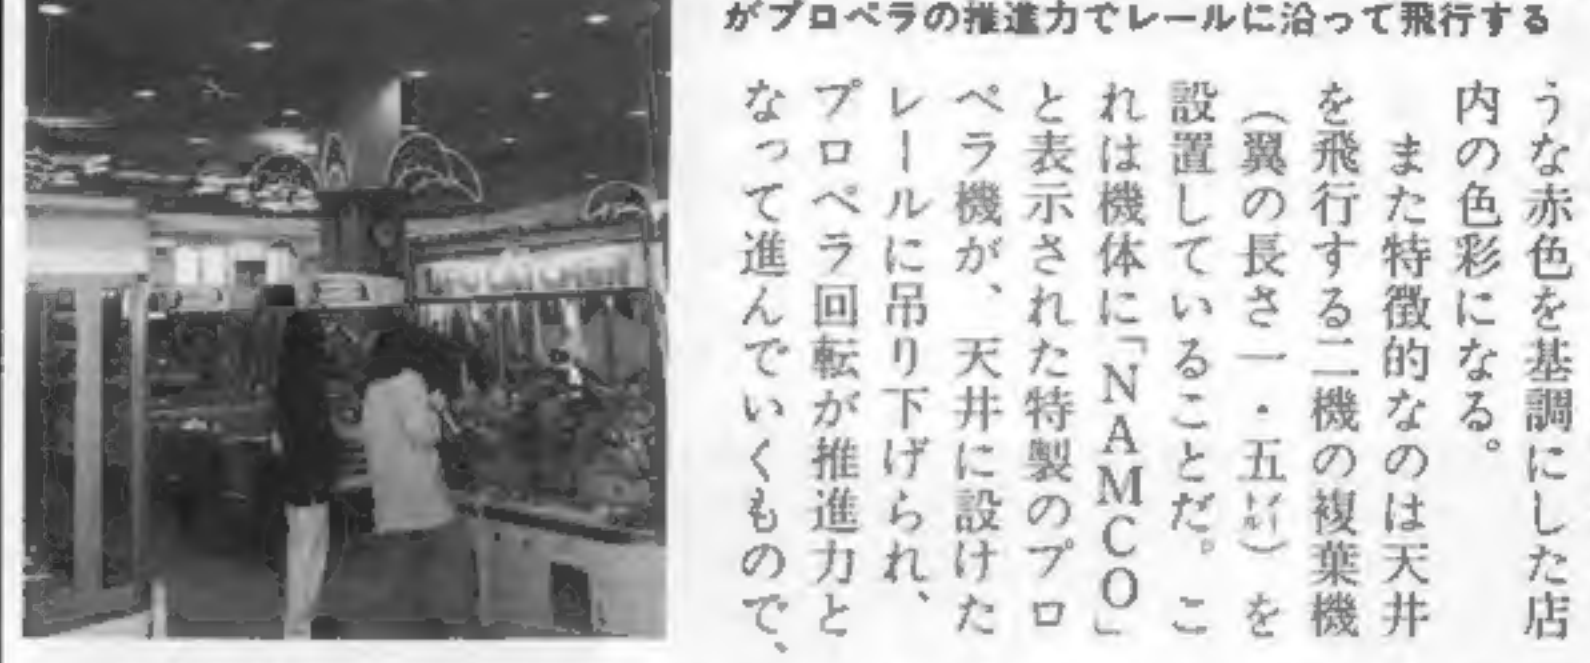 がプロペラの推進力でレールに沿って飛行する
うな赤色を基調にした店
内の色彩になる。
また特徴的なのは天井
を飛行する二機の複葉機
（翼の長さ一・五㍍）を
設置していることだ。こ
れは機体に「NAMCO」
と表示された特製のプロ
ペラ機が、天井に設けた
レールに吊り下げられ、
プロペラ回転が推進力と
なって進んでいくもので、